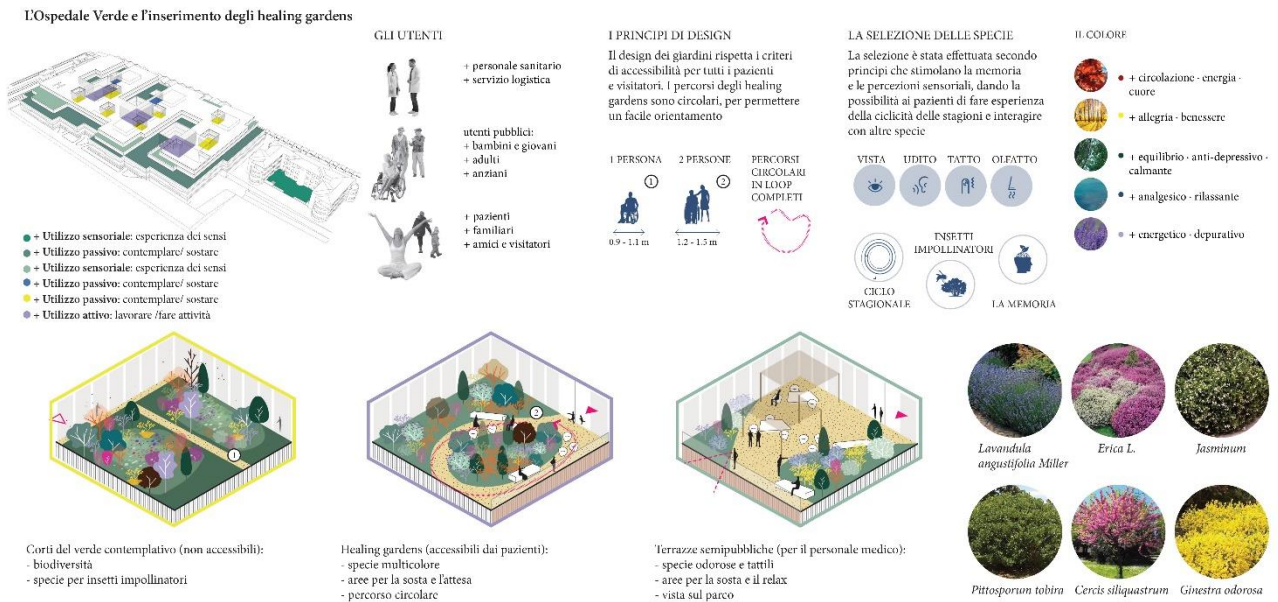 L'Ospedale Verde e l'inserimento degli healing gardens
+ Utilizzo sensoriale: esperienza dei sensi
+ Utilizzo passivo: contemplare/ sostare
+ Utilizzo sensoriale: esperienza dei sensi
+ Utilizzo passivo: contemplare/ sostare
+ Utilizzo passivo: contemplare/ sostare
+ Utilizzo attivo: lavorare /fare attività
GLI UTENTI
+ personale sanitario
+ servizio logistica
utenti pubblici:
+ bambini e giovani
+ adulti
+ anziani
+ pazienti
+ familiari
+ amici e visitatori
I PRINCIPI DI DESIGN
Il design dei giardini rispetta i criteri
di accessibilità per tutti i pazienti
e visitatori. I percorsi degli healing
gardens sono circolari, per permettere
un facile orientamento
1 PERSONA
1
0.9 - 1.1 m
2 PERSONE
2
1.2 - 1.5 m
PERCORSI
CIRCOLARI
IN LOOP
COMPLETI
LA SELEZIONE DELLE SPECIE
La selezione è stata effettuata secondo
principi che stimolano la memoria
e le percezioni sensoriali, dando la
possibilità ai pazienti di fare esperienza
della ciclicità delle stagioni e interagire
con altre specie
VISTA
UDITO
TATTO
OLFATTO
CICLO
STAGIONALE
INSETTI
IMPOLLINATORI
LA MEMORIA
IL COLORE
+ circolazione - energia -
cuore
+ allegria - benessere
+ equilibrio - anti-depressivo -
calmante
+ analgesico - rilassante
+ energetico - depurativo
1
Corti del verde contemplativo (non accessibili):
- biodiversità
- specie per insetti impollinatori
2
Healing gardens (accessibili dai pazienti):
- specie multicolore
- aree per la sosta e l'attesa
- percorso circolare
Terrazze semipubbliche (per il personale medico):
- specie odorose e tattili
- aree per la sosta e il relax
- vista sul parco
Lavandula
angustifolia Miller
Erica L.
Jasminum
Pittosporum tobira
Cercis siliquastrum
Ginestra odorosa